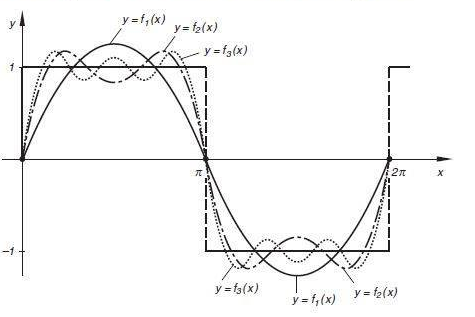 y
y = f₁(x)
y = f₂(x)
y = f₃(x)
1
π
2π
x
−1
y = f₃(x)
y = f₁(x)
y = f₂(x)